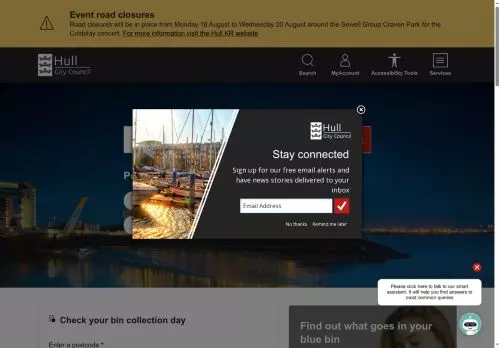 Event road closures
Road closures will be in place from Monday 18 August to Wednesday 20 August around the Sewell Group Craven Park for the
Coldplay concert. For more information visit the Hull KR website
Hull
City Council
Search
MyAccount
Accessibility Tools
Services
Hull
City Council
Stay connected
Sign up for our free email alerts and
have news stories delivered to your
inbox
Email Address
No thanks
Remind me later
Please click here to talk to our smart
assistant, it will help you find answers to
most common queries
Check your bin collection day
Enter a postcode *
Find out what goes in your
blue bin